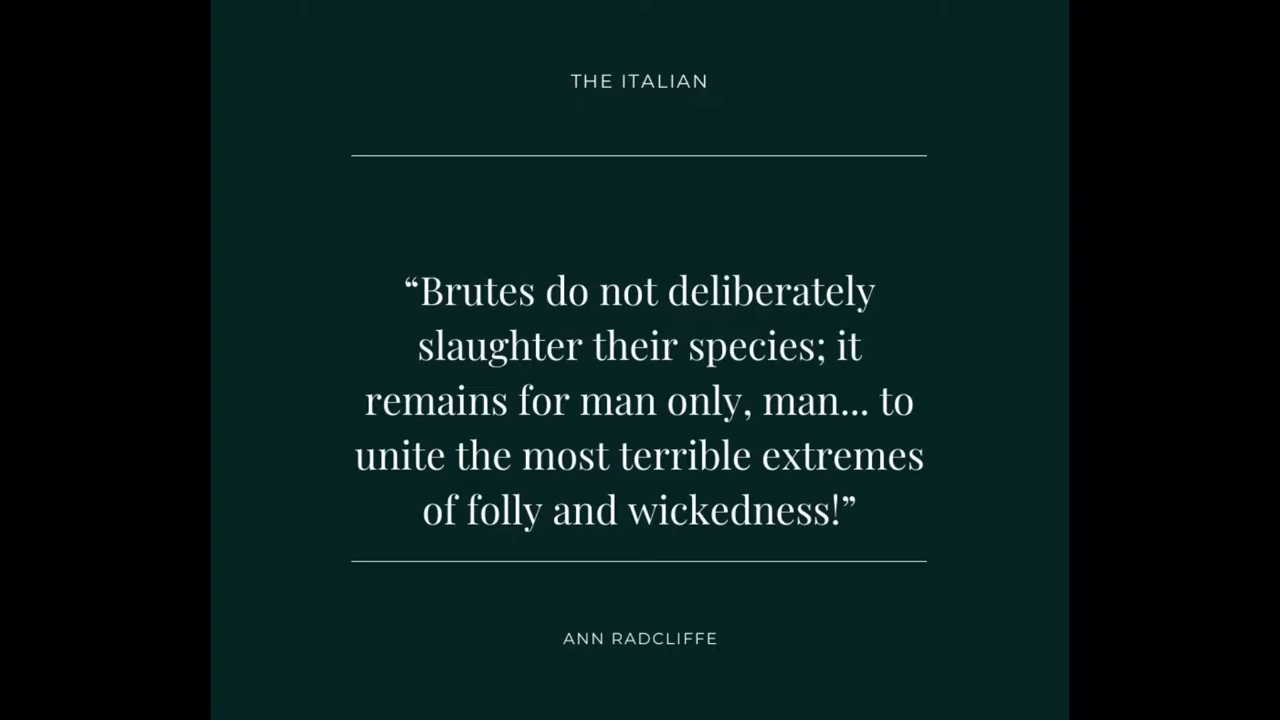 THE ITALIAN
“Brutes do not deliberately
slaughter their species; it
remains for man only, man... to
unite the most terrible extremes
of folly and wickedness!”
ANN RADCLIFFE